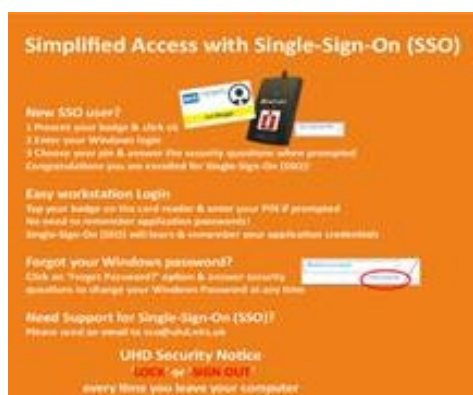 Simplified Access with Single-Sign-On (SSO)
New SSO user?
1 Present your badge & click
2 Enter your Windows login
3 Choose your pin & answer the security questions when prompted
Congratulations you are enrolled for Single-Sign-On (SSO)!
Easy workstation Login
Tap your badge on the card reader & enter your PIN if prompted
No need to remember application passwords!
Single-Sign-On (SSO) will learn & remember your application credentials
Forgot your Windows password?
Click on "Forgot Password?" option & answer security
questions to change your Windows Password at any time
Need Support for Single-Sign-On (SSO)?
Please send an email to sso@uhd.nhs.uk
UHD Security Notice
LOCK or SIGN OUT
every time you leave your computer